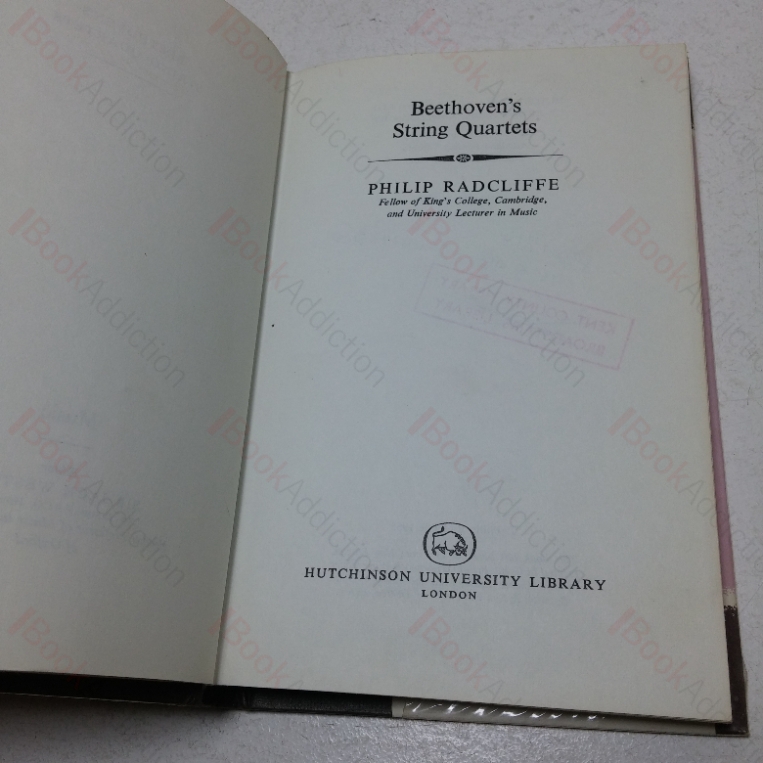 Beethoven's
String Quartets
PHILIP RADCLIFFE
Fellow of King's College, Cambridge,
and University Lecturer in Music
HUTCHINSON UNIVERSITY LIBRARY
LONDON
BookAddiction